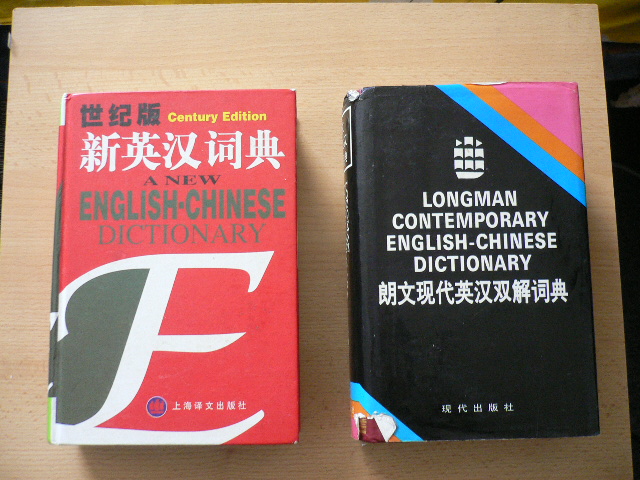 世纪版 Century Edition
新英汉词典
A NEW
ENGLISH-CHINESE
DICTIONARY
E
上海译文出版社
LONGMAN
CONTEMPORARY
ENGLISH-CHINESE
DICTIONARY
朗文现代英汉双解词典
现代出版社